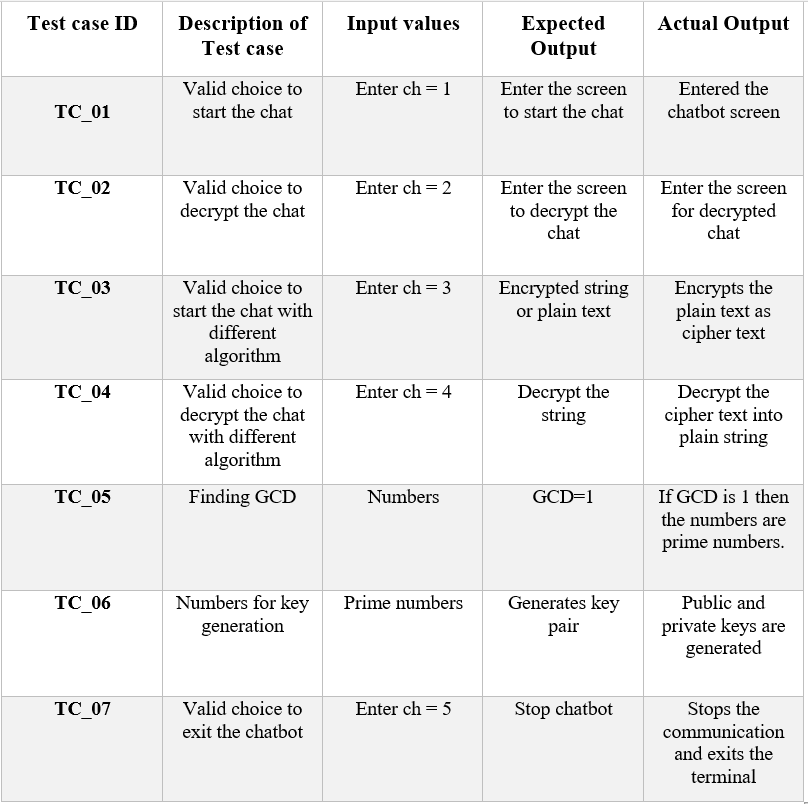 Test case ID
Description of
Test case
Input values
Expected
Output
Actual Output
TC_01
Valid choice to
start the chat
Enter ch = 1
Enter the screen
to start the chat
Entered the
chatbot screen
TC_02
Valid choice to
decrypt the chat
Enter ch = 2
Enter the screen
to decrypt the
chat
Enter the screen
for decrypted
chat
TC_03
Valid choice to
start the chat with
different
algorithm
Enter ch = 3
Encrypted string
or plain text
Encrypts the
plain text as
cipher text
TC_04
Valid choice to
decrypt the chat
with different
algorithm
Enter ch = 4
Decrypt the
string
Decrypt the
cipher text into
plain string
TC_05
Finding GCD
Numbers
GCD=1
If GCD is 1 then
the numbers are
prime numbers.
TC_06
Numbers for key
generation
Prime numbers
Generates key
pair
Public and
private keys are
generated
TC_07
Valid choice to
exit the chatbot
Enter ch = 5
Stop chatbot
Stops the
communication
and exits the
terminal